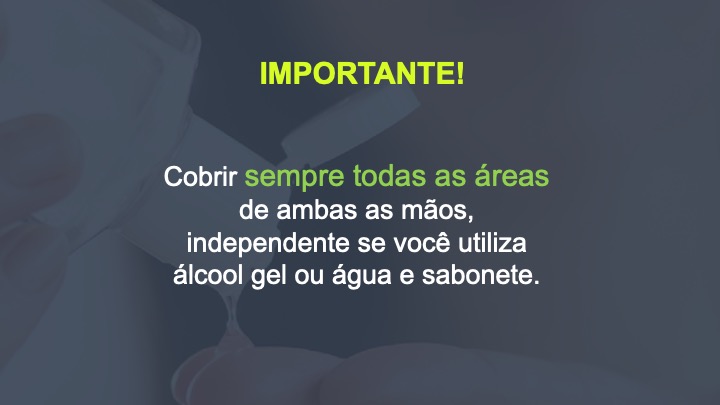 IMPORTANTE!
Cobrir sempre todas as áreas
de ambas as mãos,
independente se você utiliza
álcool gel ou água e sabonete.